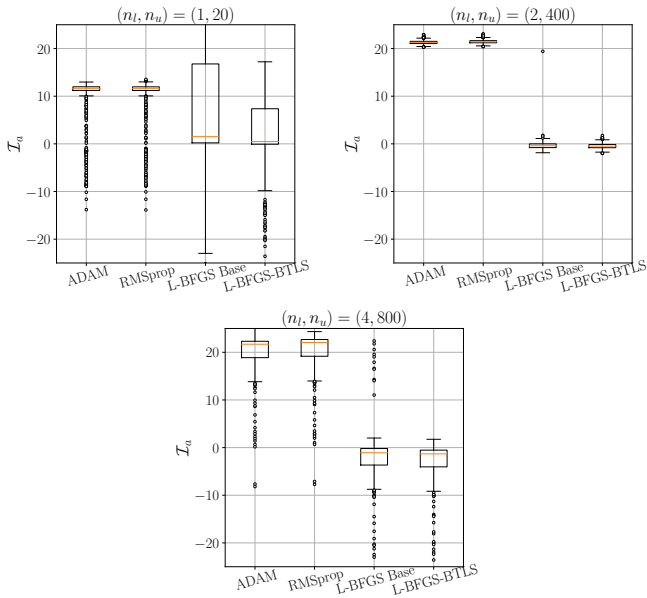 (n_l, n_u) = (1, 20)
20
10
0
−10
−20
I_a
ADAM
RMSprop
L-BFGS Base
L-BFGS-BTLS
(n_l, n_u) = (2, 400)
20
10
0
−10
−20
I_a
ADAM
RMSprop
L-BFGS Base
L-BFGS-BTLS
(n_l, n_u) = (4, 800)
20
10
0
−10
−20
I_a
ADAM
RMSprop
L-BFGS Base
L-BFGS-BTLS